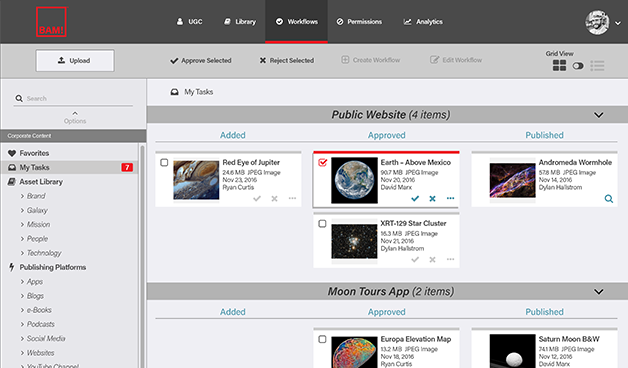 BAM!
UGC
Library
Workflows
Permissions
Analytics
Upload
Approve Selected
Reject Selected
Create Workflow
Edit Workflow
Grid View
Search
Options
Corporate Content
Favorites
My Tasks
7
Asset Library
> Brand
> Galaxy
> Mission
> People
> Technology
Publishing Platforms
> Apps
> Blogs
> e-Books
> Podcasts
> Social Media
> Websites
> YouTube Channel
My Tasks
Public Website (4 items)
Added
Approved
Published
Red Eye of Jupiter
24.6 MB JPEG Image
Nov 23, 2016
Ryan Curtis
Earth – Above Mexico
90.7 MB JPEG Image
Nov 20, 2016
David Marx
XRT-129 Star Cluster
16.3 MB JPEG Image
Nov 21, 2016
Dylan Hallstrom
Andromeda Wormhole
57.8 MB JPEG Image
Nov 14, 2016
Dylan Hallstrom
Moon Tours App (2 items)
Added
Approved
Published
Europa Elevation Map
13.2 MB JPEG Image
Nov 18, 2016
Ryan Curtis
Saturn Moon B&W
74.1 MB JPEG Image
Nov 12, 2016
David Marx